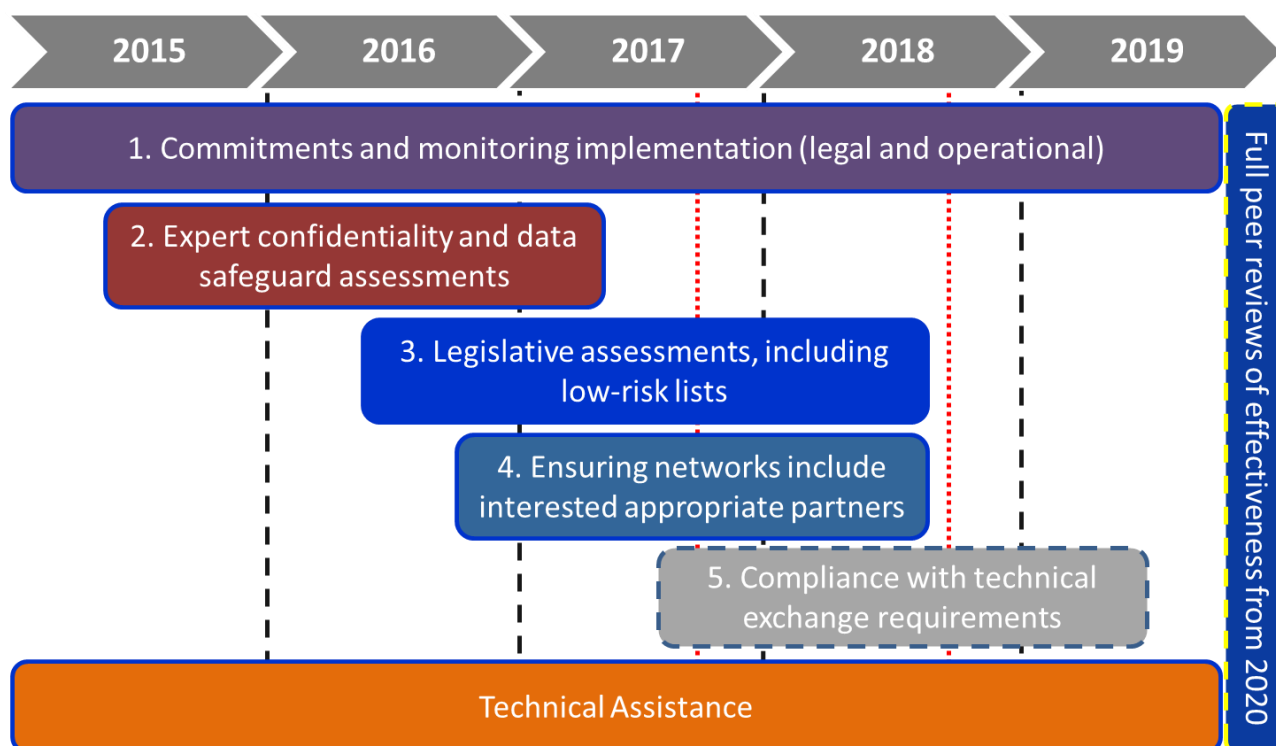 2015 2016 2017 2018 2019
1. Commitments and monitoring implementation (legal and operational)
2. Expert confidentiality and data
safeguard assessments
3. Legislative assessments, including
low-risk lists
4. Ensuring networks include
interested appropriate partners
5. Compliance with technical
exchange requirements
Technical Assistance
Full peer reviews of effectiveness from 2020